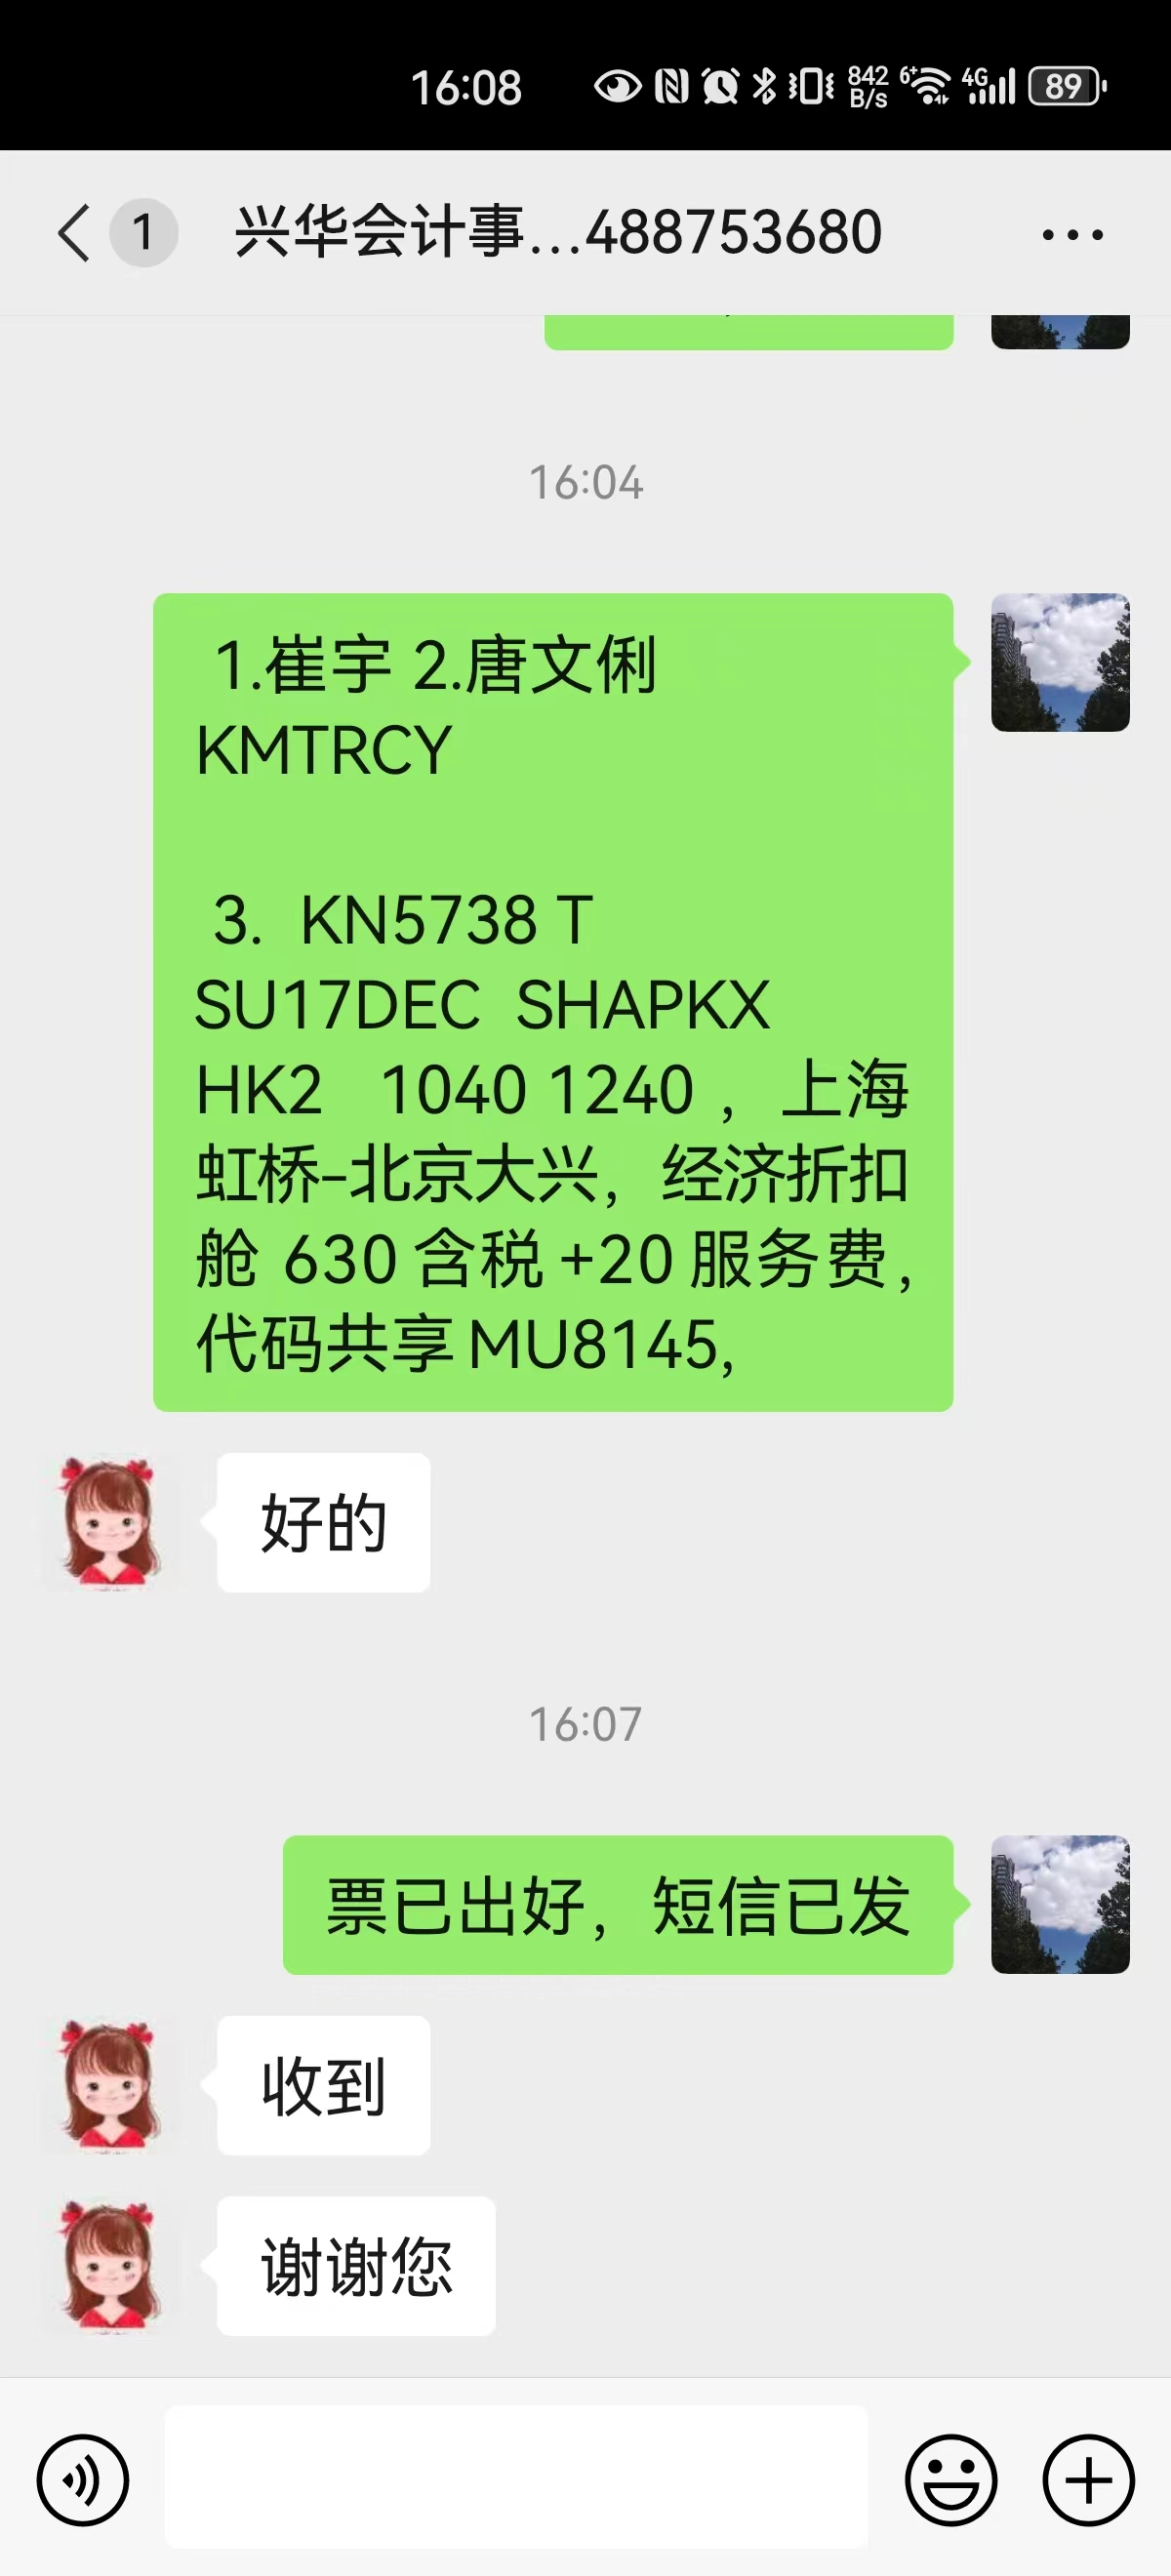 16:08
842
B/s
6+
4G
89
1
兴华会计事...488753680
16:04
1.崔宇 2.唐文俐
KMTRCY
3. KN5738 T
SU17DEC SHAPKX
HK2 1040 1240 ，上海
虹桥-北京大兴，经济折扣
舱 630 含税 +20 服务费，
代码共享 MU8145,
好的
16:07
票已出好，短信已发
收到
谢谢您